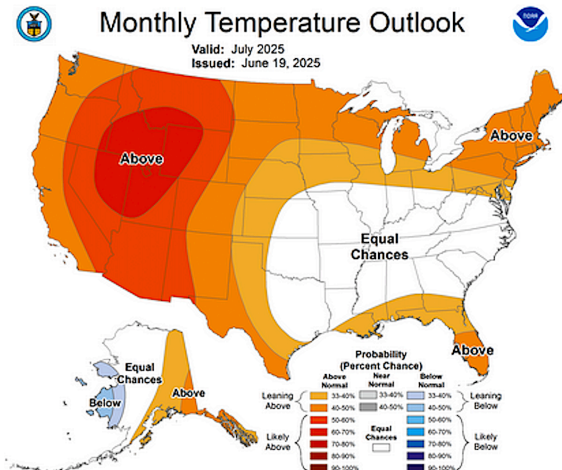 Monthly Temperature Outlook
Valid: July 2025
Issued: June 19, 2025
NOAA
Above
Above
Equal
Chances
Above
Equal
Chances
Above
Below
Probability
(Percent Chance)
Above
Normal
Near
Normal
Below
Normal
Leaning
Above
33-40%
33-40%
33-40%
Leaning
Below
40-50%
40-50%
40-50%
50-60%
50-60%
60-70%
Equal
Chances
60-70%
Likely
Above
70-80%
70-80%
Likely
Below
80-90%
80-90%
90-100%
90-100%